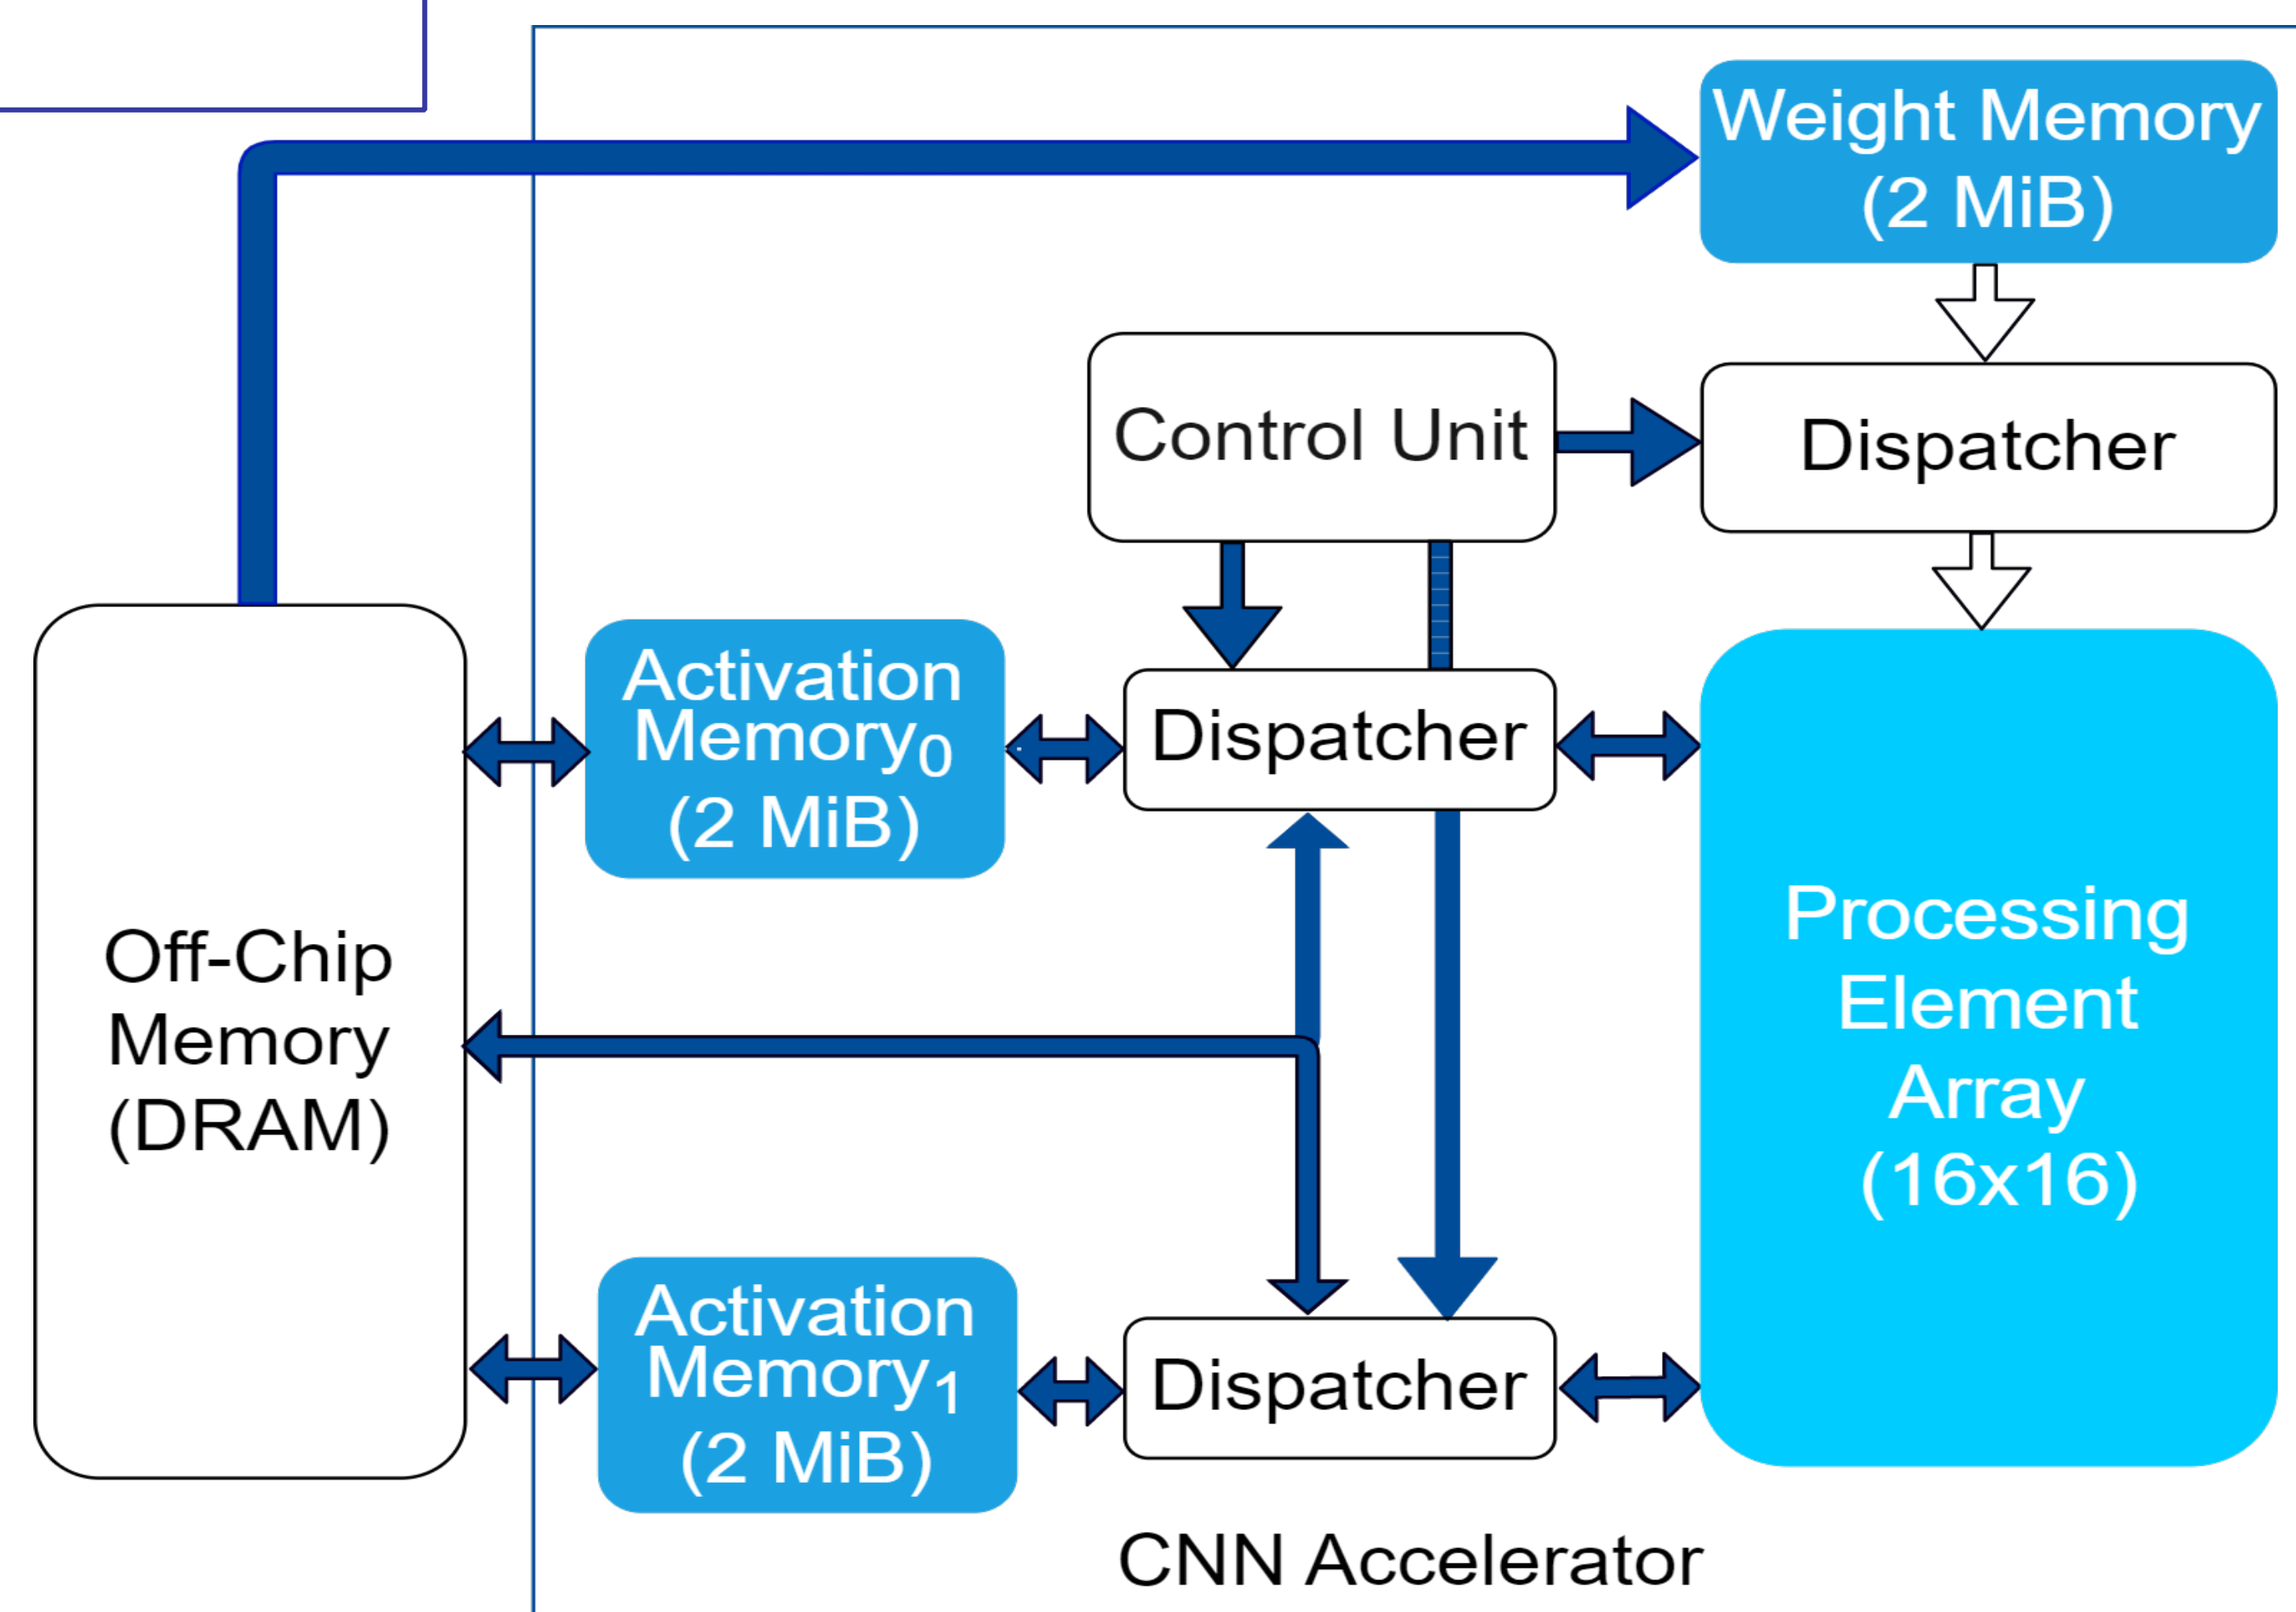 Weight Memory
(2 MiB)
Control Unit
Dispatcher
Activation
Memory₀
(2 MiB)
Dispatcher
Off-Chip
Memory
(DRAM)
Processing
Element
Array
(16x16)
Activation
Memory₁
(2 MiB)
Dispatcher
CNN Accelerator